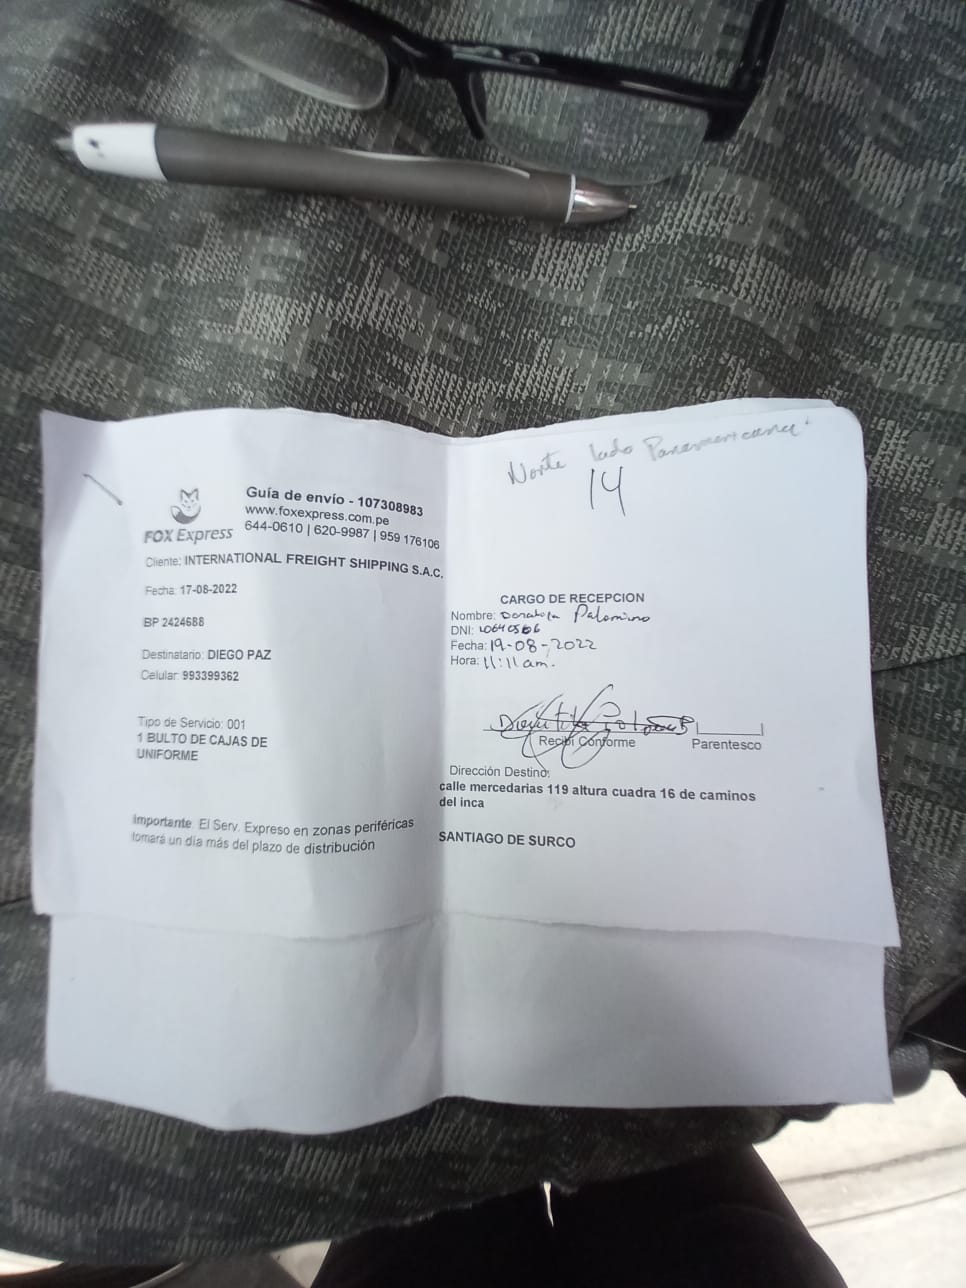 Norte lado Panamericana
14
FOX Express
Guía de envío - 107308983
www.foxexpress.com.pe
644-0610 | 620-9987 | 959 176106
Cliente: INTERNATIONAL FREIGHT SHIPPING S.A.C.
Fecha: 17-08-2022
BP 2424688
Destinatario: DIEGO PAZ
Celular: 993399362
Tipo de Servicio: 001
1 BULTO DE CAJAS DE
UNIFORME
Importante: El Serv. Expreso en zonas periféricas
tomará un día más del plazo de distribución
CARGO DE RECEPCION
Nombre: Palomino
DNI:
Fecha: 19-08-2022
Hora: 11:11 am.
Recibi Conforme
Parentesco
Dirección Destino:
calle mercedarias 119 altura cuadra 16 de caminos
del inca
SANTIAGO DE SURCO